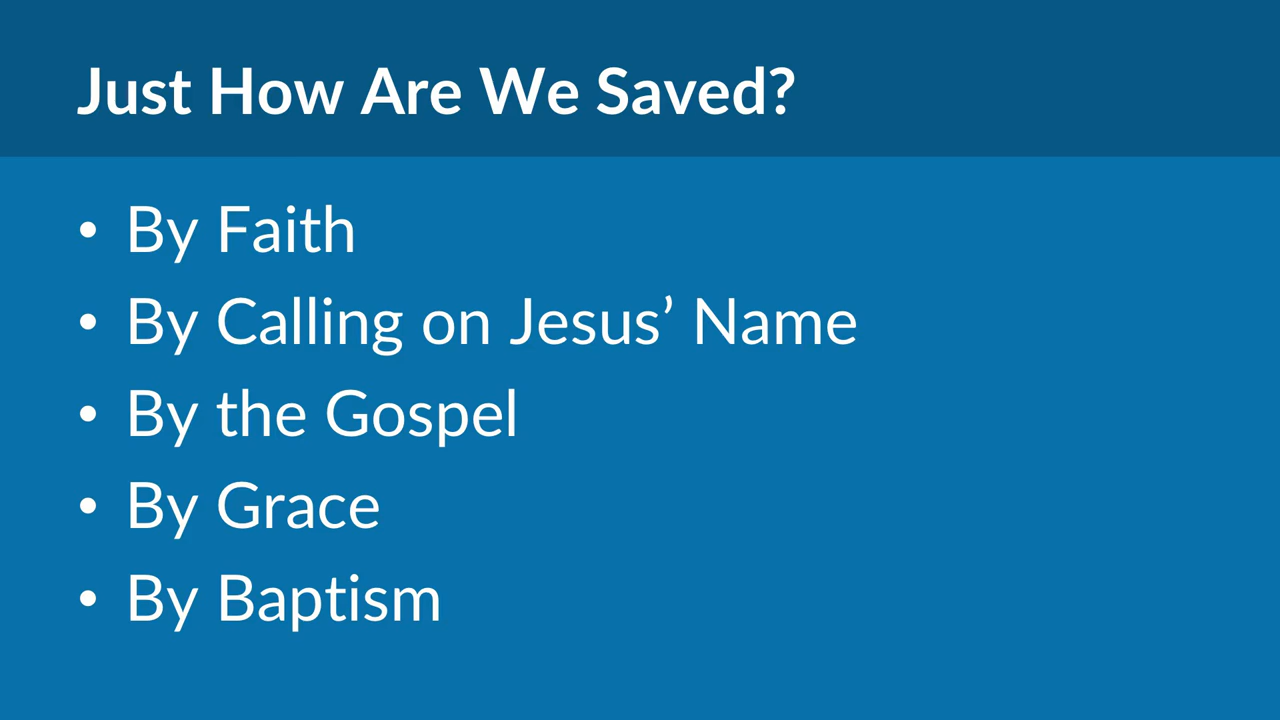 Just How Are We Saved?
• By Faith
• By Calling on Jesus’ Name
• By the Gospel
• By Grace
• By Baptism